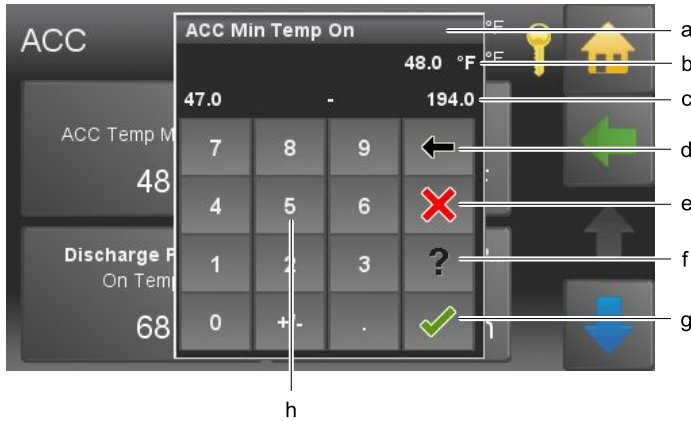 ACC
ACC Min Temp On
°F
a
48.0 °F
°F
b
47.0 - 194.0
c
ACC Temp M
48
7 8 9
d
4 5 6
e
Discharge F
On Tem
68
1 2 3 ?
f
0 +/- .
g
h